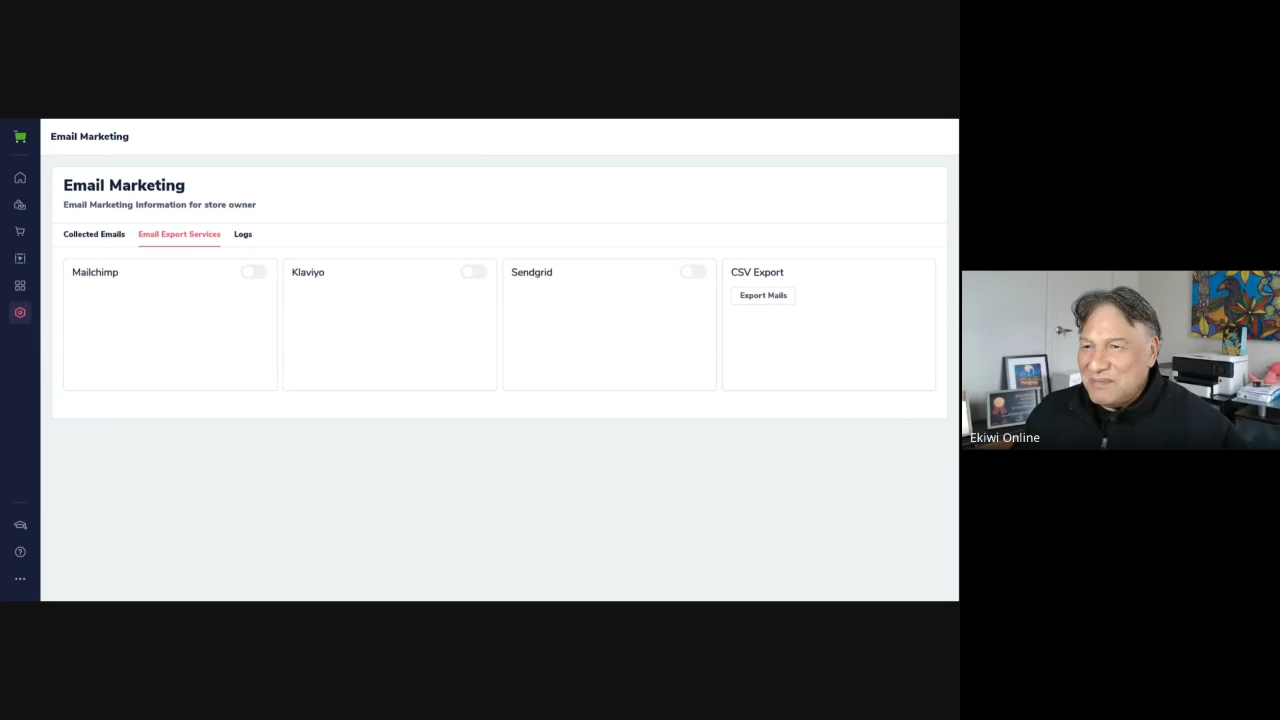 Email Marketing
Email Marketing
Email Marketing Information for store owner
Collected Emails Email Export Services Logs
Mailchimp Klaviyo Sendgrid CSV Export
Export Mails
Ekiwi Online